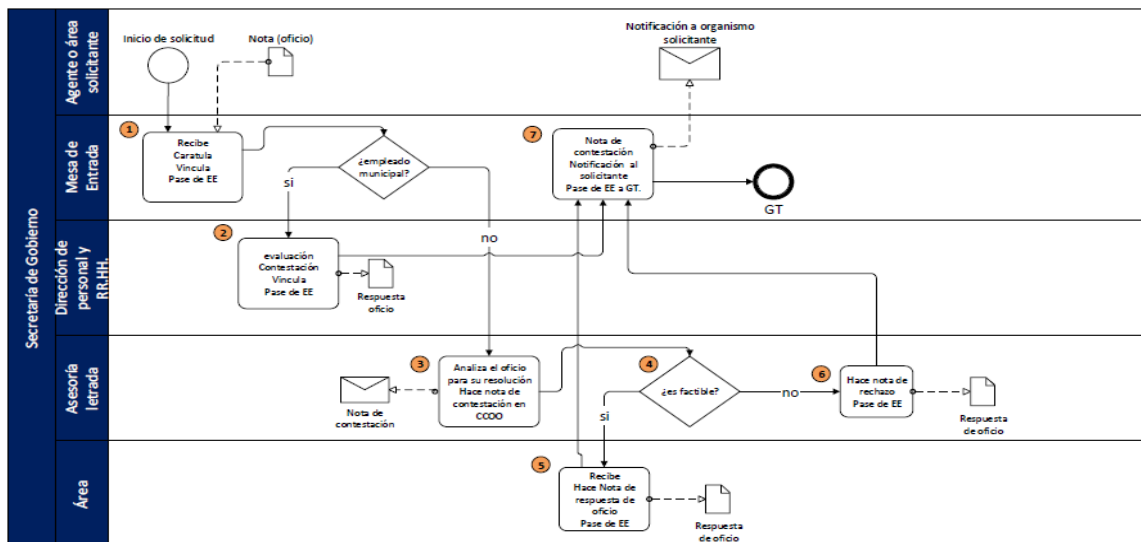 Secretaría de Gobierno
Agente o área
solicitante
Inicio de solicitud
Nota (oficio)
Notificación a organismo
solicitante
Mesa de
Entrada
1
Recibe
Caratula
Vincula
Pase de EE
¿empleado
municipal?
si
no
7
Nota de
contestación
Notificación al
solicitante
Pase de EE a GT.
GT
Dirección de
personal y
RR.HH.
2
evaluación
Contestación
Vincula
Pase de EE
Respuesta
oficio
Asesoría
letrada
3
Analiza el oficio
para su resolución
Hace nota de
contestación en
CCOO
Nota de
contestación
4
¿es factible?
si
no
6
Hace nota de
rechazo
Pase de EE
Respuesta
de oficio
Área
5
Recibe
Hace Nota de
respuesta de
oficio
Pase de EE
Respuesta
de oficio